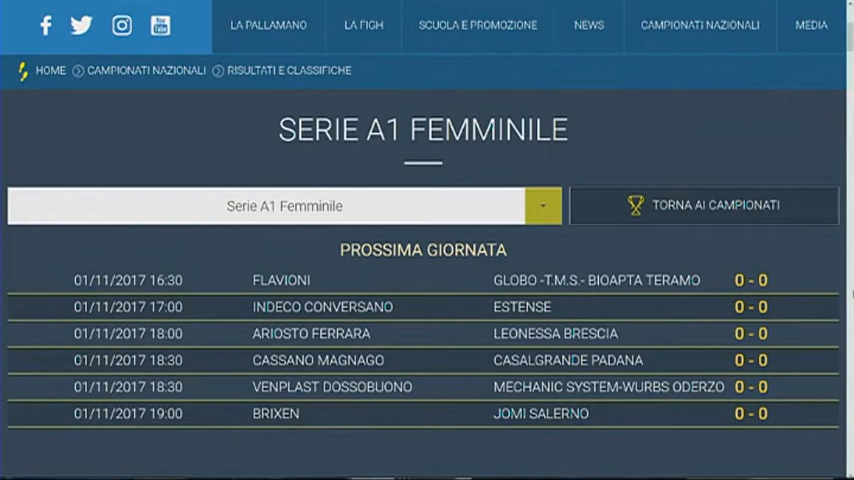 f You Tube LA PALLAMANO LA FIGH SCUOLA E PROMOZIONE NEWS CAMPIONATI NAZIONALI MEDIA
HOME CAMPIONATI NAZIONALI RISULTATI E CLASSIFICHE
SERIE A1 FEMMINILE
Serie A1 Femminile TORNA AI CAMPIONATI
PROSSIMA GIORNATA
01/11/2017 16:30 FLAVIONI GLOBO -T.M.S.- BIOAPTA TERAMO 0 - 0
01/11/2017 17:00 INDECO CONVERSANO ESTENSE 0 - 0
01/11/2017 18:00 ARIOSTO FERRARA LEONESSA BRESCIA 0 - 0
01/11/2017 18:30 CASSANO MAGNAGO CASALGRANDE PADANA 0 - 0
01/11/2017 18:30 VENPLAST DOSSOBUONO MECHANIC SYSTEM-WURBS ODERZO 0 - 0
01/11/2017 19:00 BRIXEN JOMI SALERNO 0 - 0